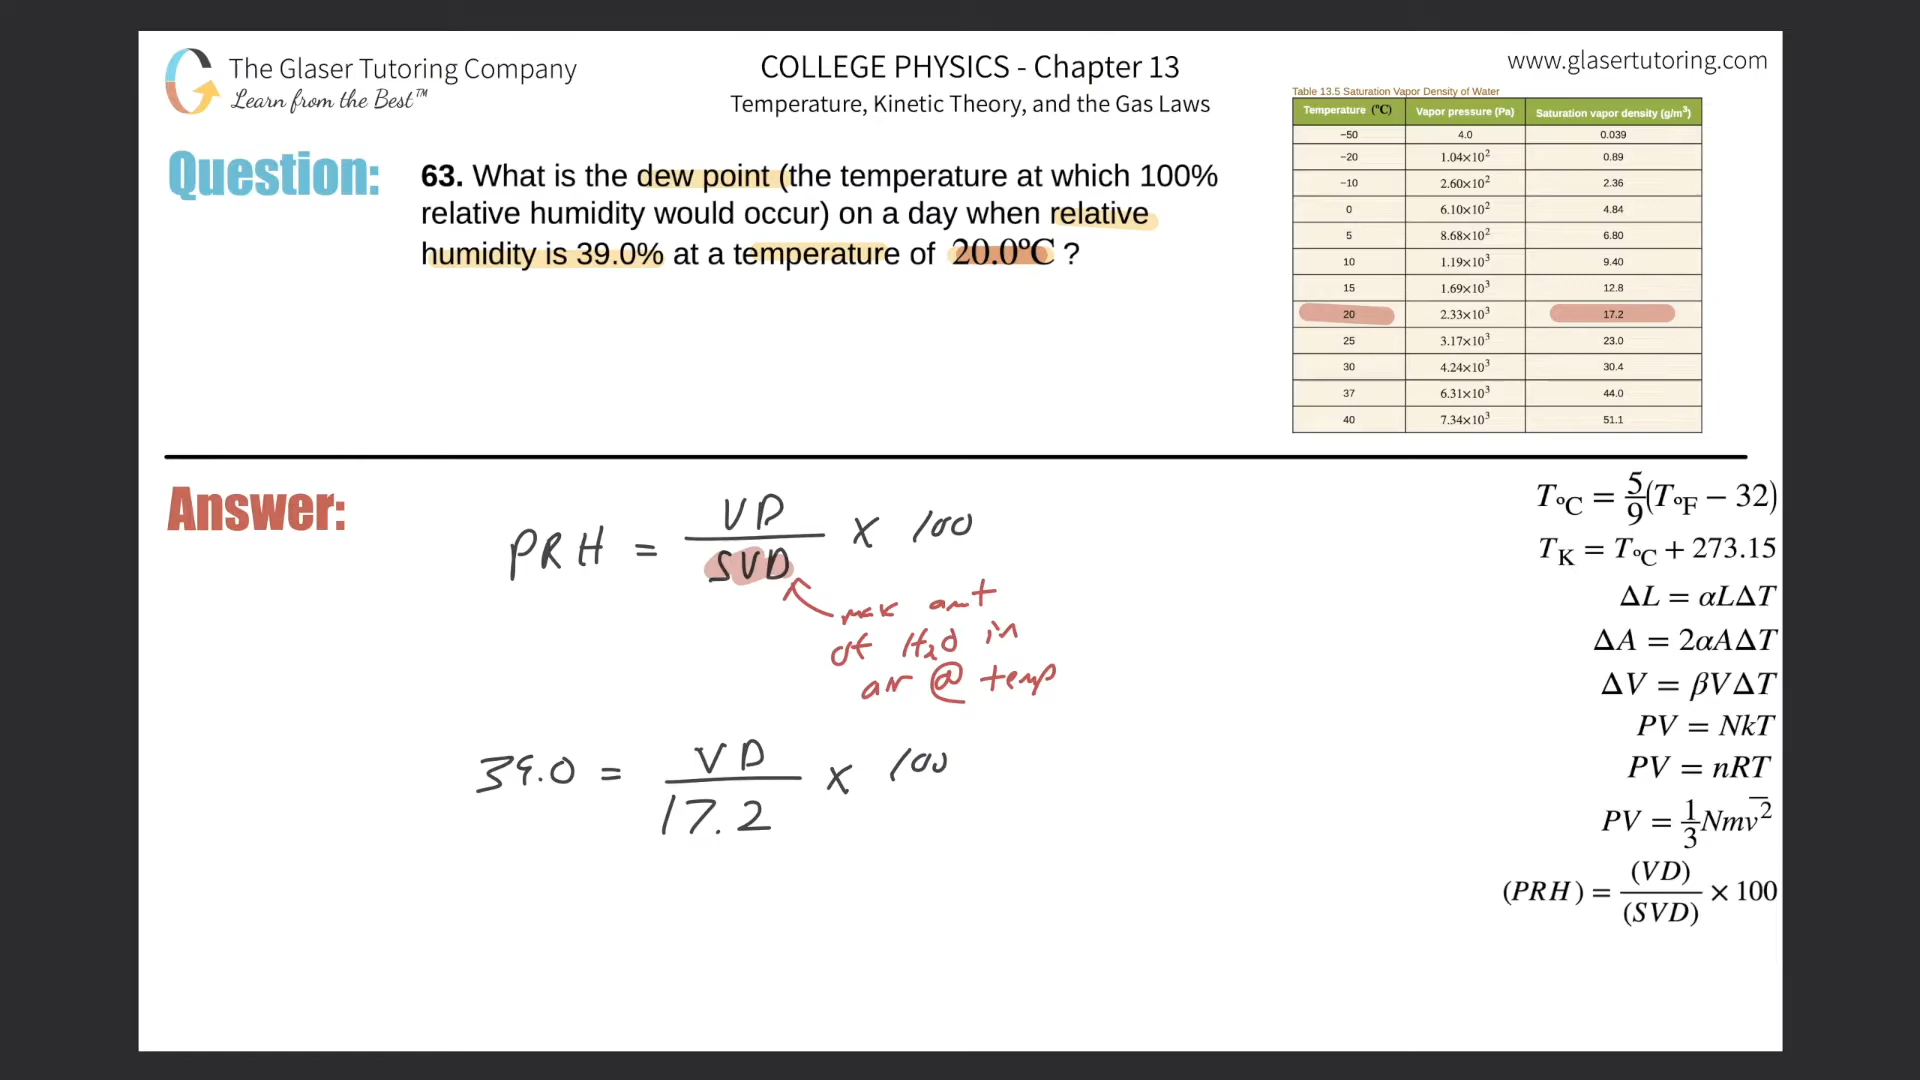 The Glaser Tutoring Company
Learn from the Best™
COLLEGE PHYSICS - Chapter 13
Temperature, Kinetic Theory, and the Gas Laws
www.glasertutoring.com
Table 13.5 Saturation Vapor Density of Water
Temperature (ºC) Vapor pressure (Pa) Saturation vapor density (g/m³)
−50 4.0 0.039
−20 1.04×10² 0.89
−10 2.60×10² 2.36
0 6.10×10² 4.84
5 8.68×10² 6.80
10 1.19×10³ 9.40
15 1.69×10³ 12.8
20 2.33×10³ 17.2
25 3.17×10³ 23.0
30 4.24×10³ 30.4
37 6.31×10³ 44.0
40 7.34×10³ 51.1
Question:
63. What is the dew point (the temperature at which 100%
relative humidity would occur) on a day when relative
humidity is 39.0% at a temperature of 20.0ºC ?
Answer:
PRH = VD / SVD × 100
max amt
of H₂O in
air @ temp
39.0 = VD / 17.2 × 100
TºC = 5/9(TºF − 32)
TK = TºC + 273.15
ΔL = αLΔT
ΔA = 2αAΔT
ΔV = βVΔT
PV = NkT
PV = nRT
PV = 1/3 Nmv̅²
(PRH) = (VD) / (SVD) × 100